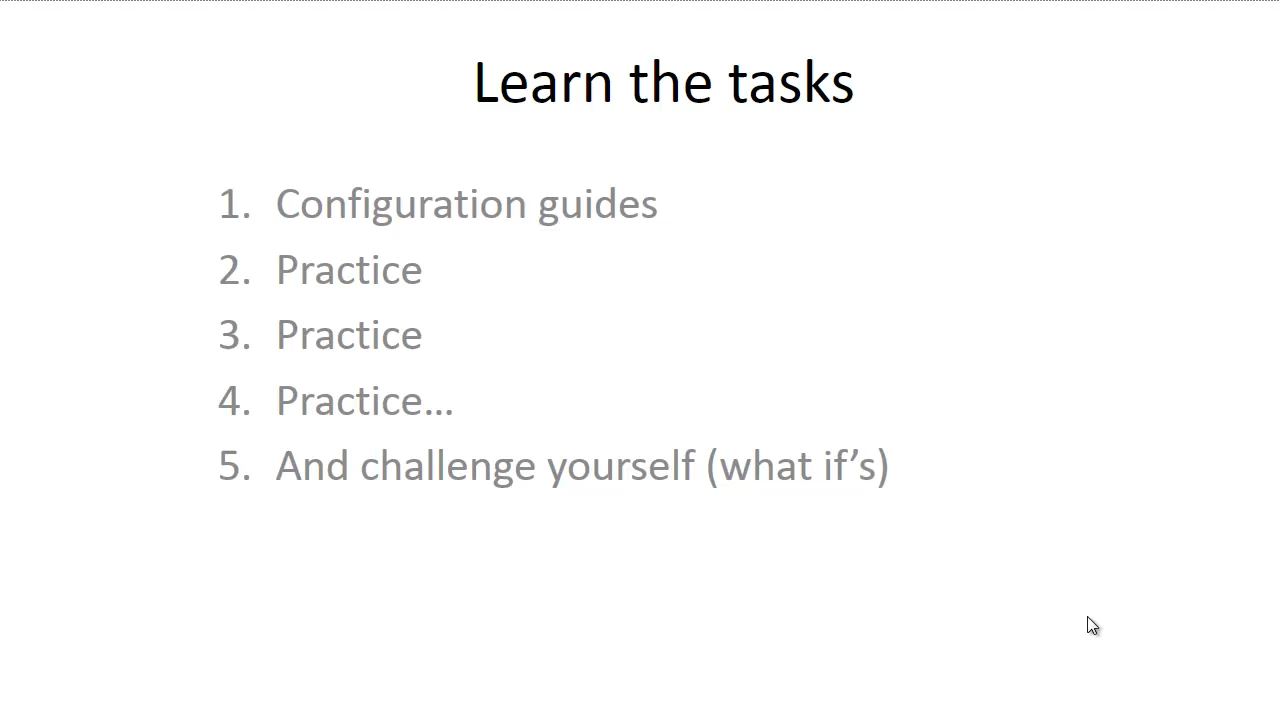 Learn the tasks
1. Configuration guides
2. Practice
3. Practice
4. Practice…
5. And challenge yourself (what if’s)